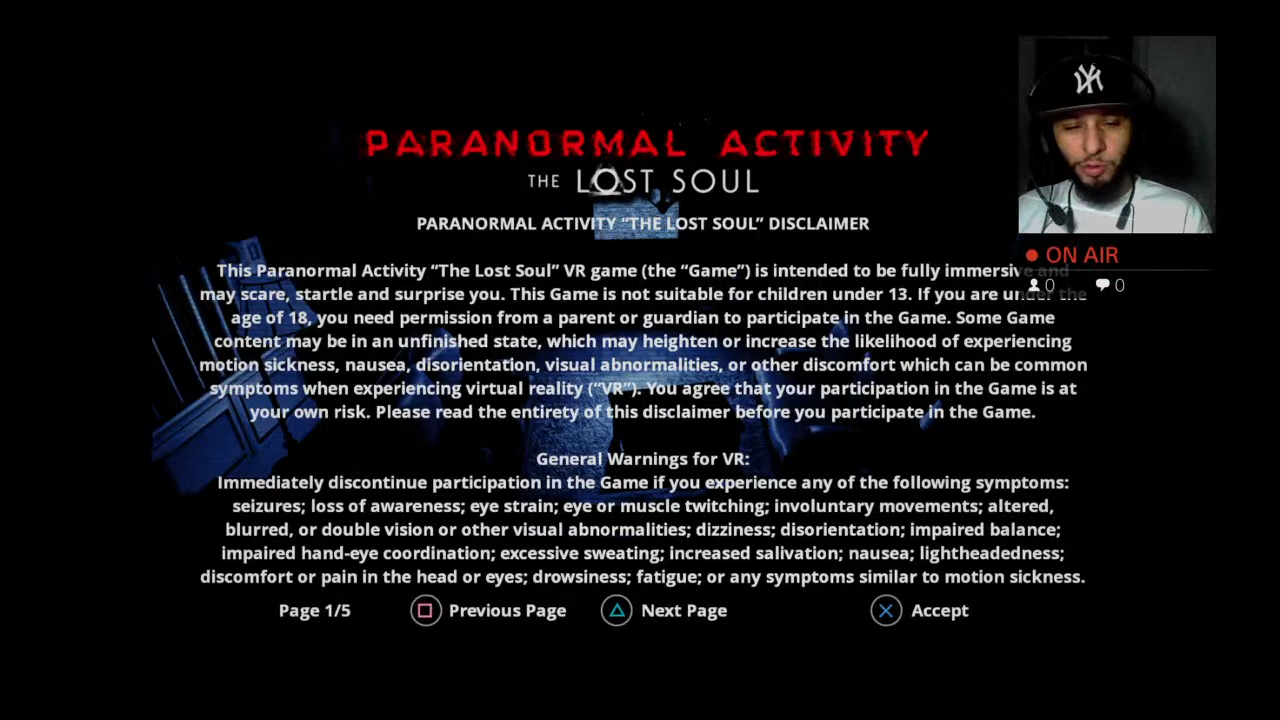 PARANORMAL ACTIVITY
THE LOST SOUL
PARANORMAL ACTIVITY “THE LOST SOUL” DISCLAIMER
This Paranormal Activity “The Lost Soul” VR game (the “Game”) is intended to be fully immersive and
may scare, startle and surprise you. This Game is not suitable for children under 13. If you are under the
age of 18, you need permission from a parent or guardian to participate in the Game. Some Game
content may be in an unfinished state, which may heighten or increase the likelihood of experiencing
motion sickness, nausea, disorientation, visual abnormalities, or other discomfort which can be common
symptoms when experiencing virtual reality (“VR”). You agree that your participation in the Game is at
your own risk. Please read the entirety of this disclaimer before you participate in the Game.
General Warnings for VR:
Immediately discontinue participation in the Game if you experience any of the following symptoms:
seizures; loss of awareness; eye strain; eye or muscle twitching; involuntary movements; altered,
blurred, or double vision or other visual abnormalities; dizziness; disorientation; impaired balance;
impaired hand-eye coordination; excessive sweating; increased salivation; nausea; lightheadedness;
discomfort or pain in the head or eyes; drowsiness; fatigue; or any symptoms similar to motion sickness.
Page 1/5 Previous Page Next Page Accept
NY
ON AIR
0 0